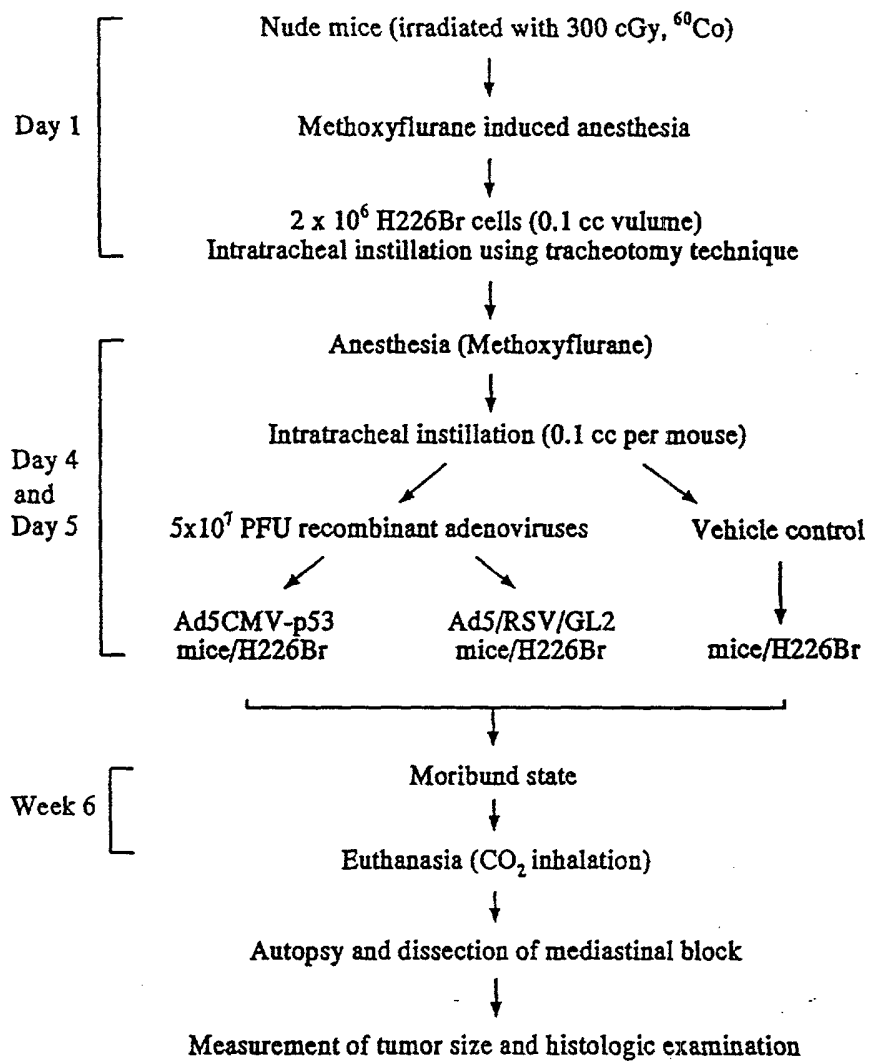 Nude mice (irradiated with 300 cGy, ⁶⁰Co)
Day 1
Methoxyflurane induced anesthesia
2 x 10⁶ H226Br cells (0.1 cc vulume)
Intratracheal instillation using tracheotomy technique
Anesthesia (Methoxyflurane)
Intratracheal instillation (0.1 cc per mouse)
Day 4
and
Day 5
5x10⁷ PFU recombinant adenoviruses
Vehicle control
Ad5CMV-p53
mice/H226Br
Ad5/RSV/GL2
mice/H226Br
mice/H226Br
Week 6
Moribund state
Euthanasia (CO₂ inhalation)
Autopsy and dissection of mediastinal block
Measurement of tumor size and histologic examination